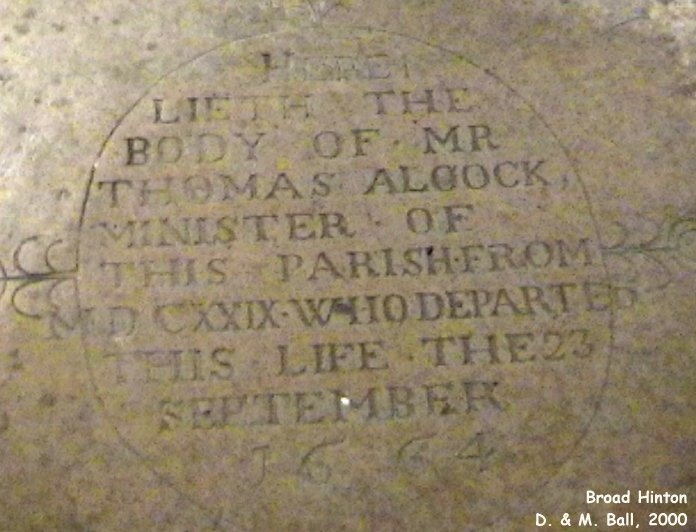 HERE
LIETH THE
BODY OF MR
THOMAS ALCOCK,
MINISTER OF
THIS PARISH·FROM
MDCXXIX·WHO DEPARTED
THIS LIFE·THE 23
SEPTEMBER
1664
Broad Hinton
D. & M. Ball, 2000